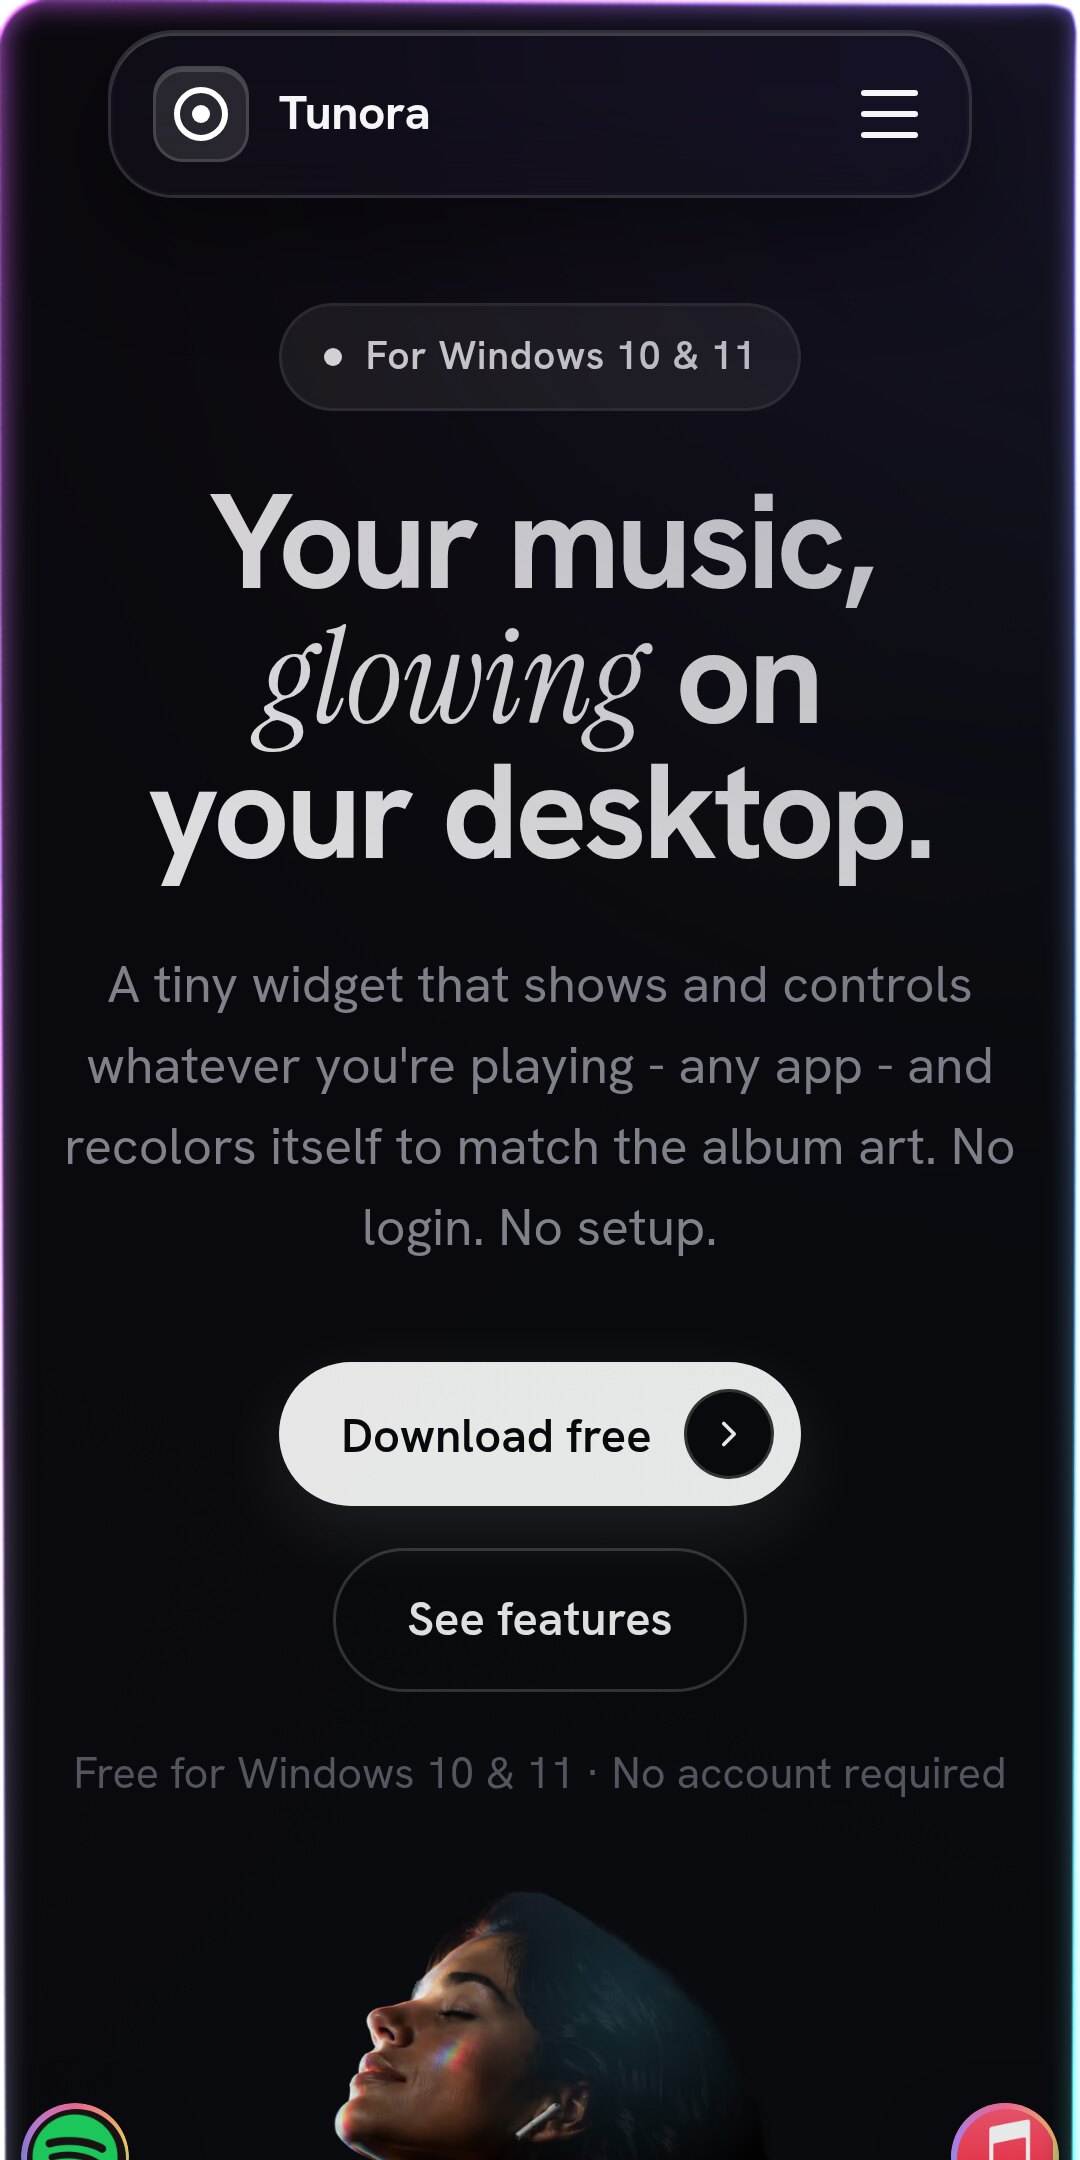 Tunora
For Windows 10 & 11
Your music,
glowing on
your desktop.
A tiny widget that shows and controls
whatever you're playing - any app - and
recolors itself to match the album art. No
login. No setup.
Download free
See features
Free for Windows 10 & 11 · No account required